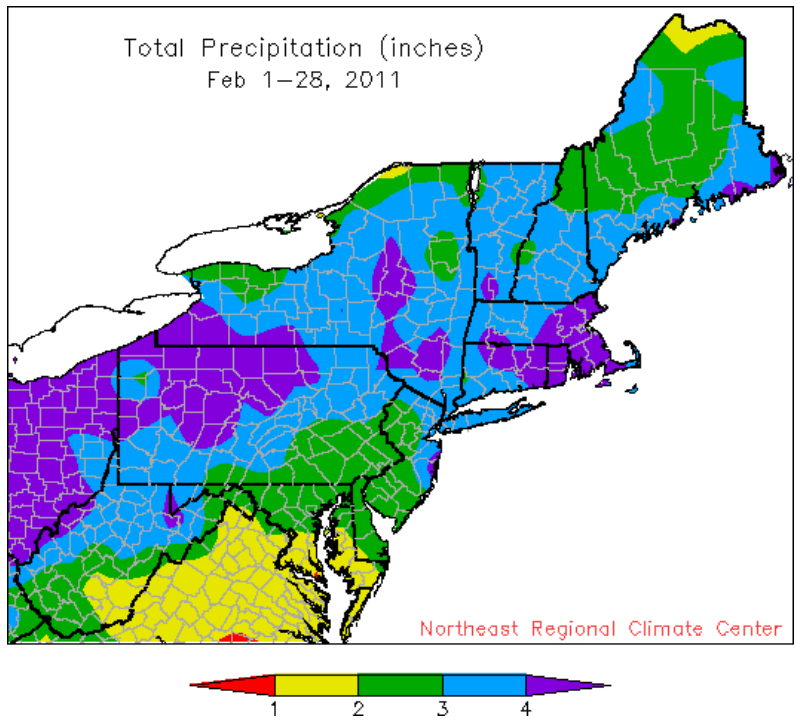 Total Precipitation (inches)
Feb 1–28, 2011
Northeast Regional Climate Center
1 2 3 4